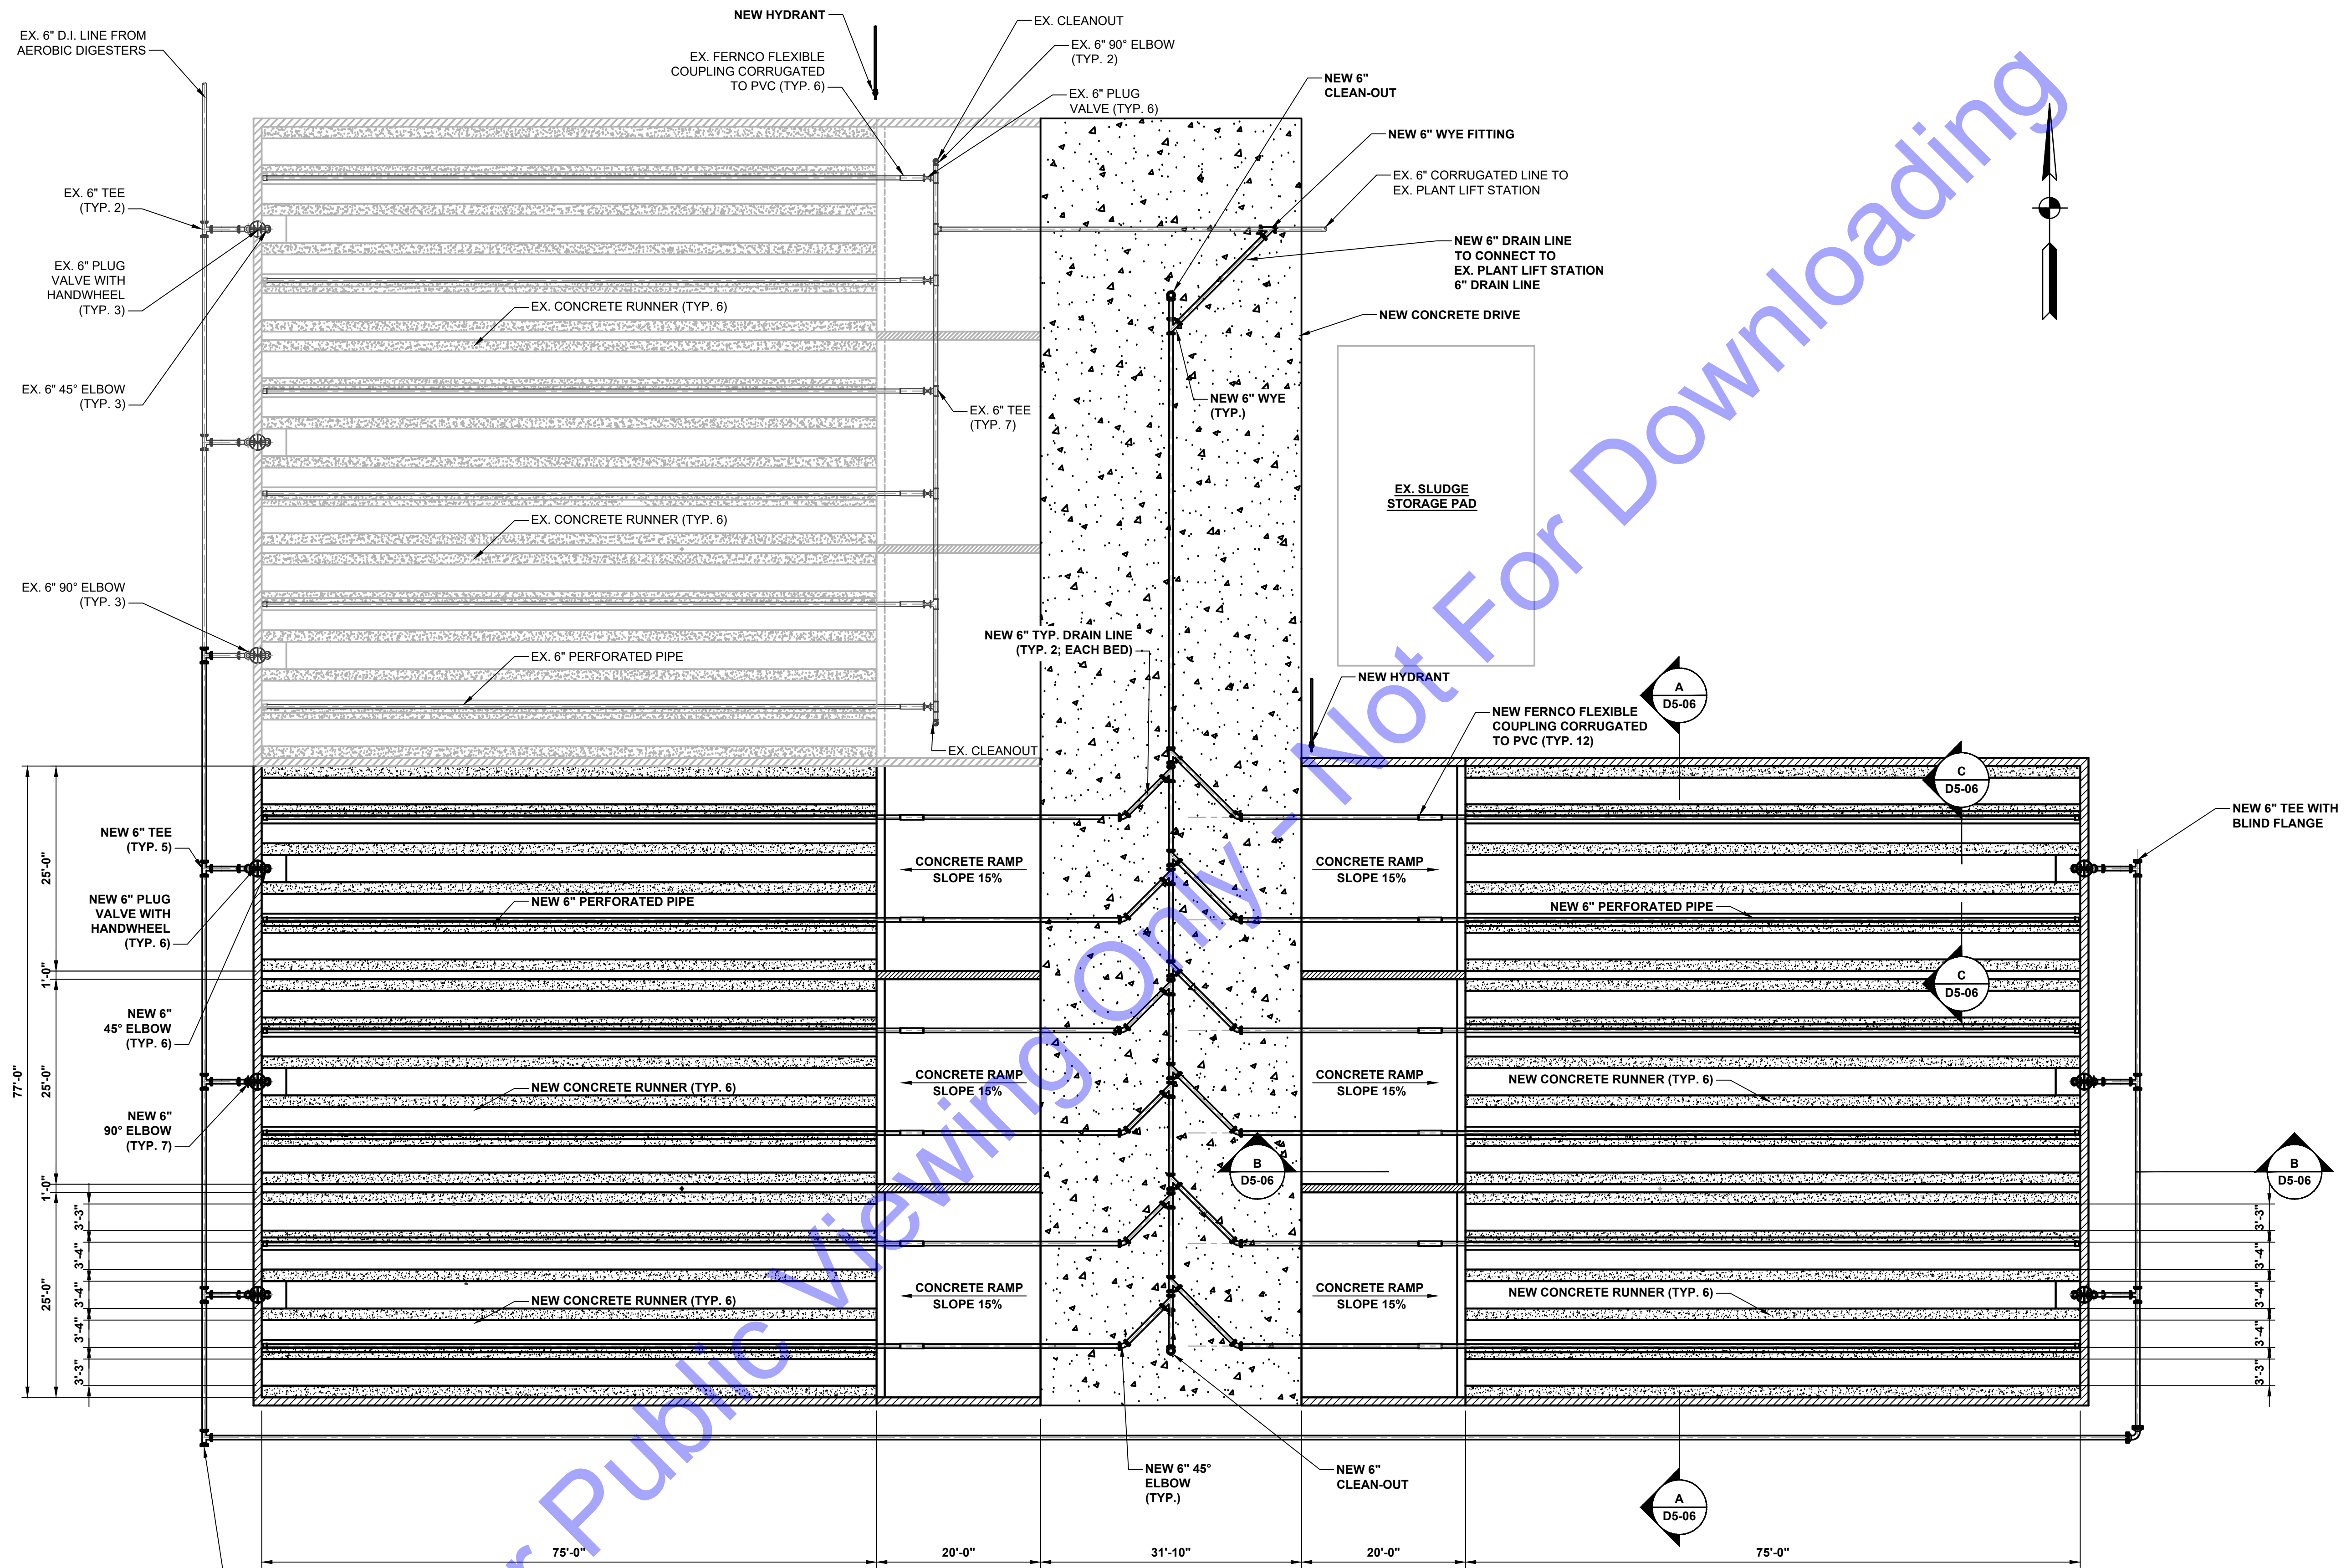 NEW HYDRANT
EX. CLEANOUT
EX. 6" D.I. LINE FROM
AEROBIC DIGESTERS
EX. 6" 90° ELBOW
(TYP. 2)
EX. FERNCO FLEXIBLE
COUPLING CORRUGATED
TO PVC (TYP. 6)
NEW 6"
CLEAN-OUT
EX. 6" PLUG
VALVE (TYP. 6)
NEW 6" WYE FITTING
EX. 6" CORRUGATED LINE TO
EX. PLANT LIFT STATION
EX. 6" TEE
(TYP. 2)
NEW 6" DRAIN LINE
TO CONNECT TO
EX. PLANT LIFT STATION
6" DRAIN LINE
EX. 6" PLUG
VALVE WITH
HANDWHEEL
(TYP. 3)
EX. CONCRETE RUNNER (TYP. 6)
NEW CONCRETE DRIVE
EX. 6" 45° ELBOW
(TYP. 3)
NEW 6" WYE
(TYP.)
EX. 6" TEE
(TYP. 7)
EX. SLUDGE
STORAGE PAD
EX. CONCRETE RUNNER (TYP. 6)
EX. 6" 90° ELBOW
(TYP. 3)
NEW 6" TYP. DRAIN LINE
(TYP. 2; EACH BED)
EX. 6" PERFORATED PIPE
NEW HYDRANT
A
D5-06
NEW FERNCO FLEXIBLE
COUPLING CORRUGATED
TO PVC (TYP. 12)
EX. CLEANOUT
C
D5-06
NEW 6" TEE WITH
BLIND FLANGE
NEW 6" TEE
(TYP. 5)
25'-0"
CONCRETE RAMP
SLOPE 15%
CONCRETE RAMP
SLOPE 15%
NEW 6" PLUG
VALVE WITH
HANDWHEEL
(TYP. 6)
NEW 6" PERFORATED PIPE
NEW 6" PERFORATED PIPE
1'-0"
C
D5-06
NEW 6"
45° ELBOW
(TYP. 6)
77'-0"
25'-0"
CONCRETE RAMP
SLOPE 15%
CONCRETE RAMP
SLOPE 15%
NEW CONCRETE RUNNER (TYP. 6)
NEW CONCRETE RUNNER (TYP. 6)
NEW 6"
90° ELBOW
(TYP. 7)
B
D5-06
B
D5-06
1'-0"
3'-3"
3'-4"
3'-4"
3'-4"
3'-3"
25'-0"
CONCRETE RAMP
SLOPE 15%
CONCRETE RAMP
SLOPE 15%
NEW CONCRETE RUNNER (TYP. 6)
NEW CONCRETE RUNNER (TYP. 6)
3'-3"
3'-4"
3'-4"
3'-4"
3'-3"
NEW 6" 45°
ELBOW
(TYP.)
NEW 6"
CLEAN-OUT
A
D5-06
75'-0"
20'-0"
31'-10"
20'-0"
75'-0"
Public Viewing Only - Not For Downloading